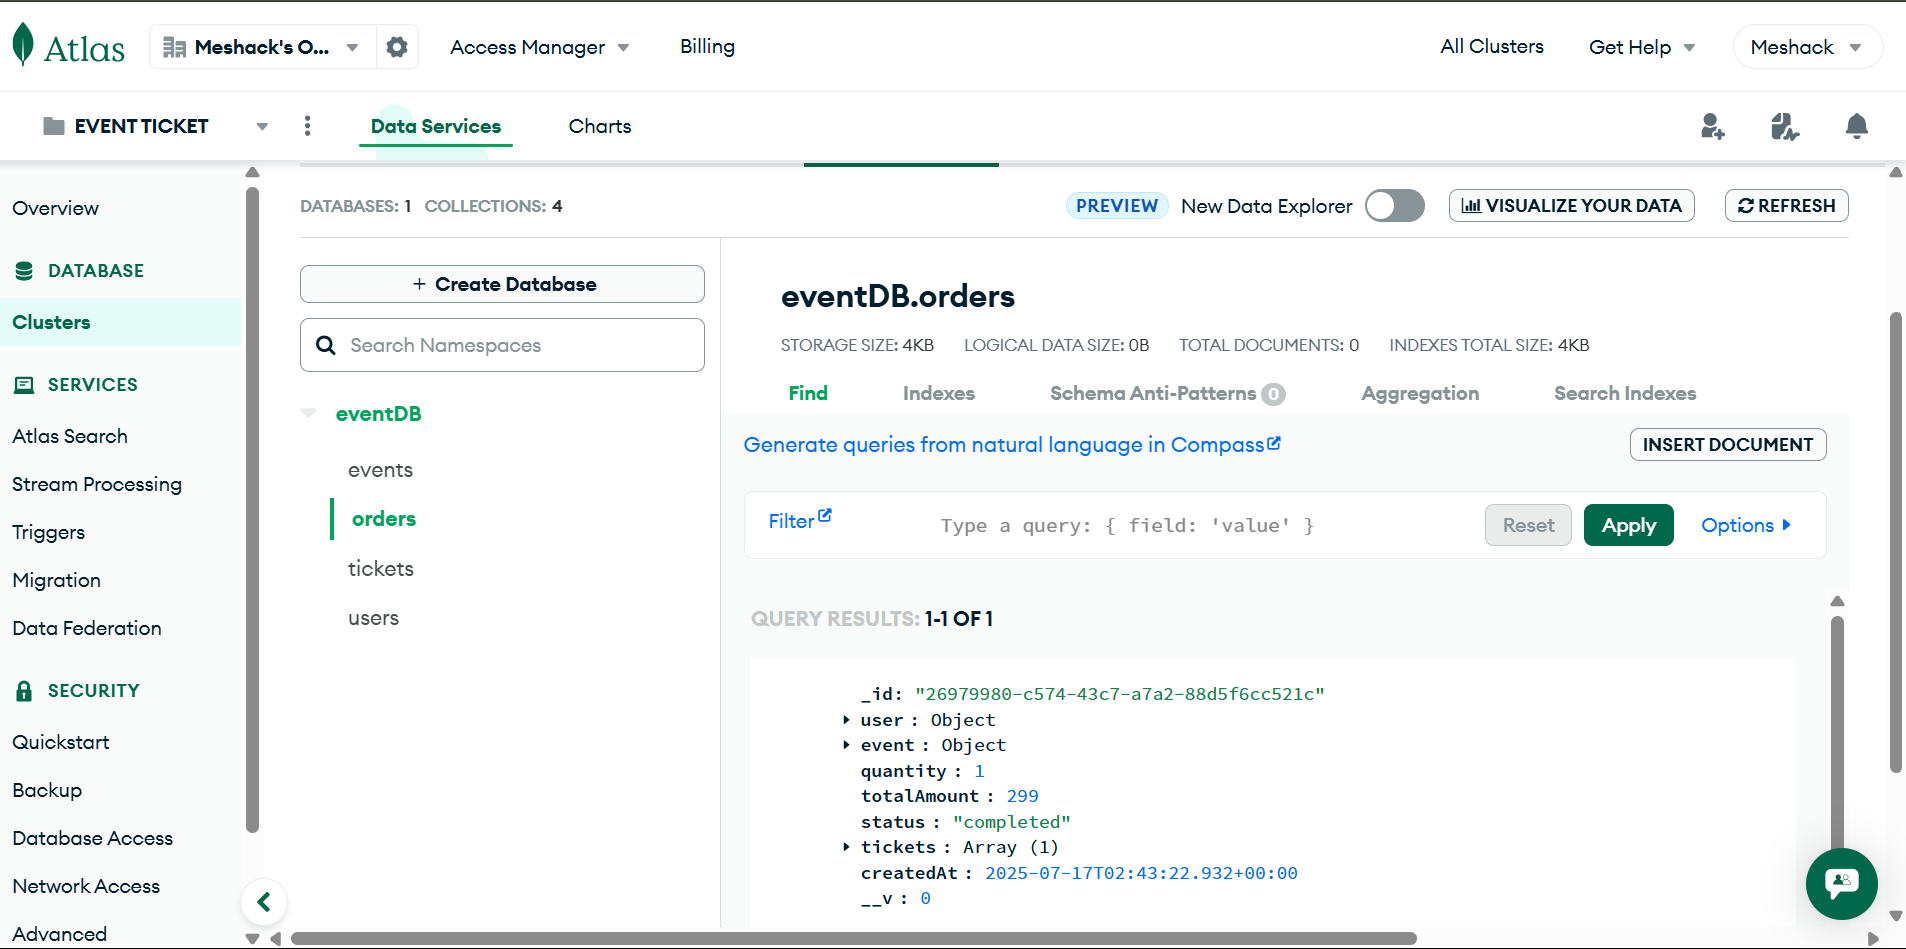 Atlas
Meshack's O...
Access Manager
Billing
All Clusters
Get Help
Meshack
EVENT TICKET
Data Services
Charts
Overview
DATABASE
Clusters
SERVICES
Atlas Search
Stream Processing
Triggers
Migration
Data Federation
SECURITY
Quickstart
Backup
Database Access
Network Access
Advanced
DATABASES: 1 COLLECTIONS: 4
PREVIEW New Data Explorer
VISUALIZE YOUR DATA
REFRESH
+ Create Database
Search Namespaces
eventDB
events
orders
tickets
users
eventDB.orders
STORAGE SIZE: 4KB LOGICAL DATA SIZE: 0B TOTAL DOCUMENTS: 0 INDEXES TOTAL SIZE: 4KB
Find Indexes Schema Anti-Patterns 0 Aggregation Search Indexes
Generate queries from natural language in Compass
INSERT DOCUMENT
Filter
Type a query: { field: 'value' }
Reset
Apply
Options
QUERY RESULTS: 1-1 OF 1
_id: "26979980-c574-43c7-a7a2-88d5f6cc521c"
user : Object
event : Object
quantity : 1
totalAmount : 299
status : "completed"
tickets : Array (1)
createdAt : 2025-07-17T02:43:22.932+00:00
__v : 0